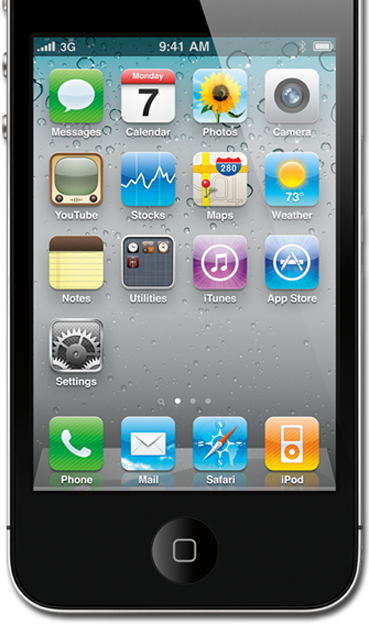 3G 9:41 AM
Monday
7
Messages Calendar Photos Camera
280
73°
YouTube Stocks Maps Weather
Notes Utilities iTunes App Store
Settings
Phone Mail Safari iPod